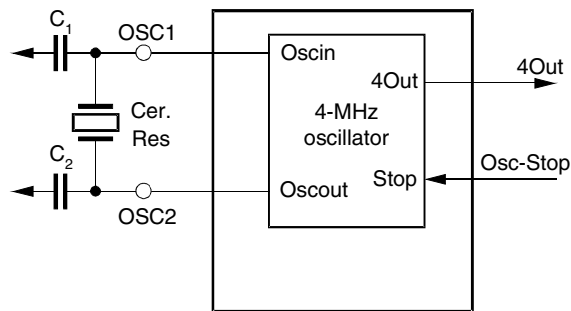 C1
OSC1
Oscin
4Out
4Out
Cer.
Res
4-MHz
oscillator
C2
Stop
Osc-Stop
Oscout
OSC2